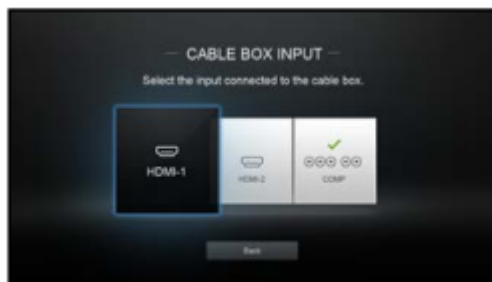 CABLE BOX INPUT
Select the input connected to the cable box.
HDMI-1
HDMI-2
COMP
Back